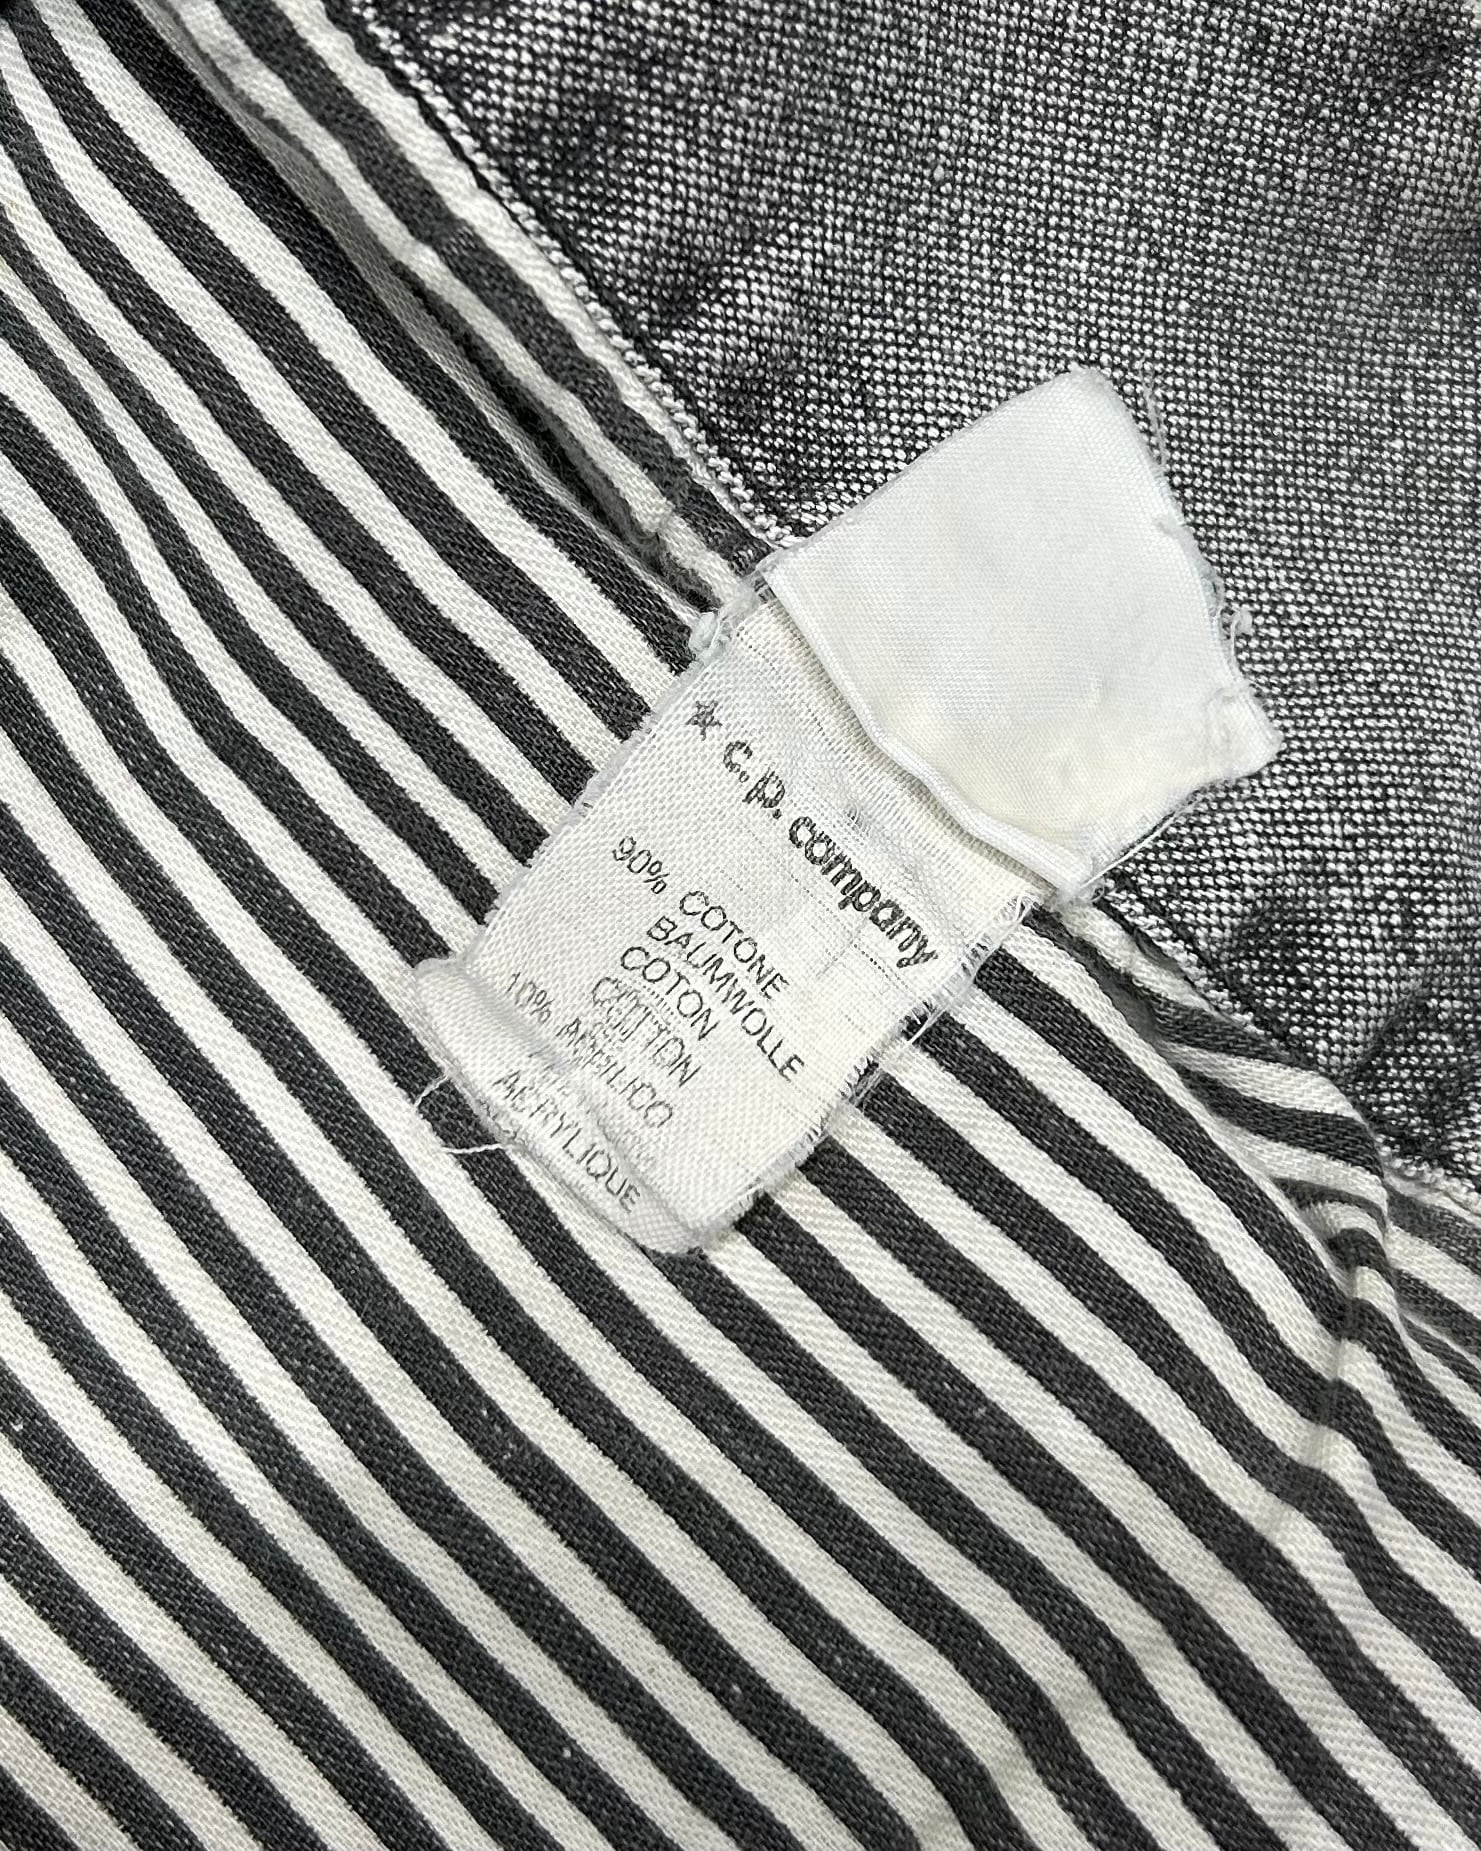 c.p. company
90% COTONE
BAUMWOLLE
COTON
COTTON
10% ACRILICO
ACRYLIQUE